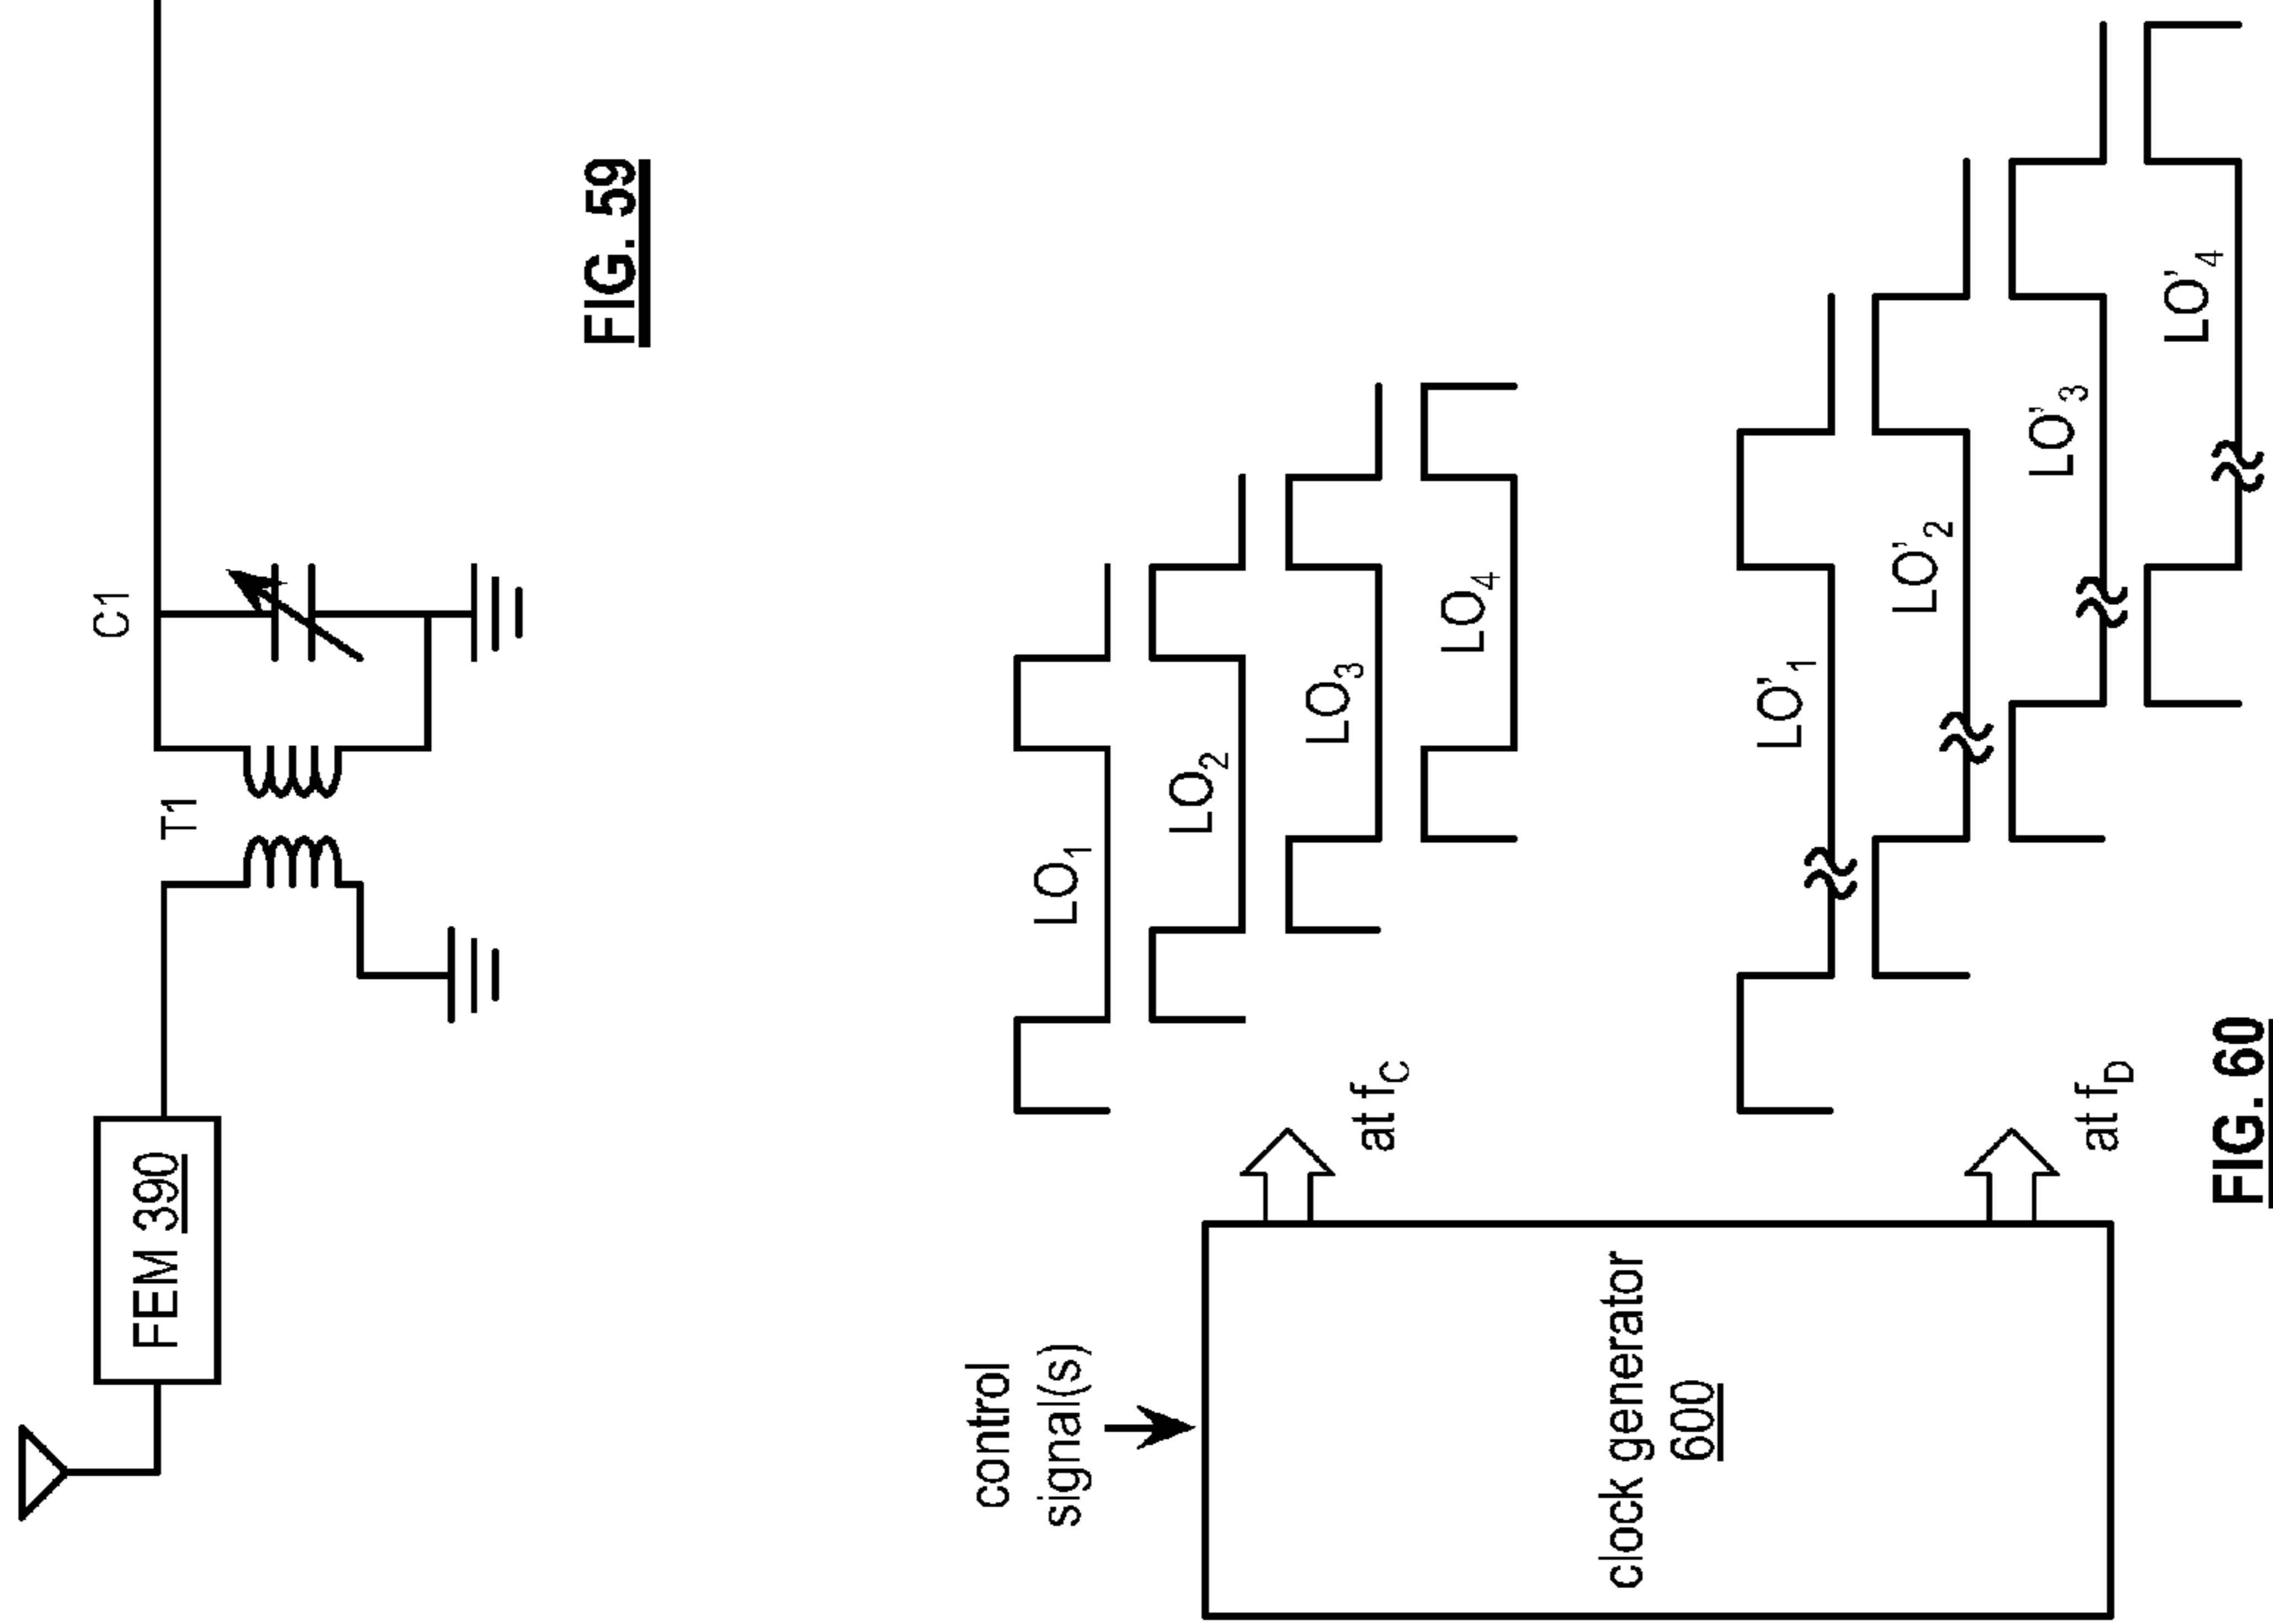 FEM 390
T1
C1
FIG. 59
control
signal(s)
clock generator
600
at fC
LO1
LO2
LO3
LO4
at fD
LO'1
LO'2
LO'3
LO'4
FIG. 60